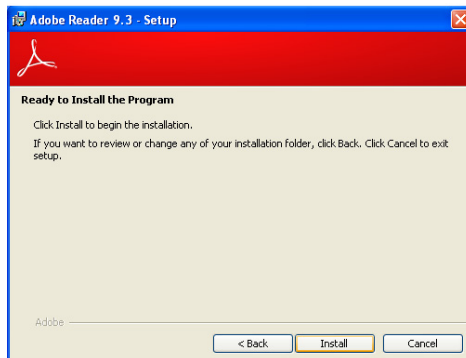 Adobe Reader 9.3 - Setup
Ready to Install the Program
Click Install to begin the installation.
If you want to review or change any of your installation folder, click Back. Click Cancel to exit
setup.
Adobe
< Back Install Cancel